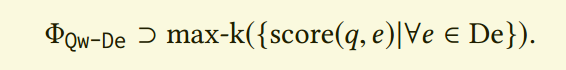 Φ_Qw−De ⊃ max-k({score(q, e)|∀e ∈ De}).